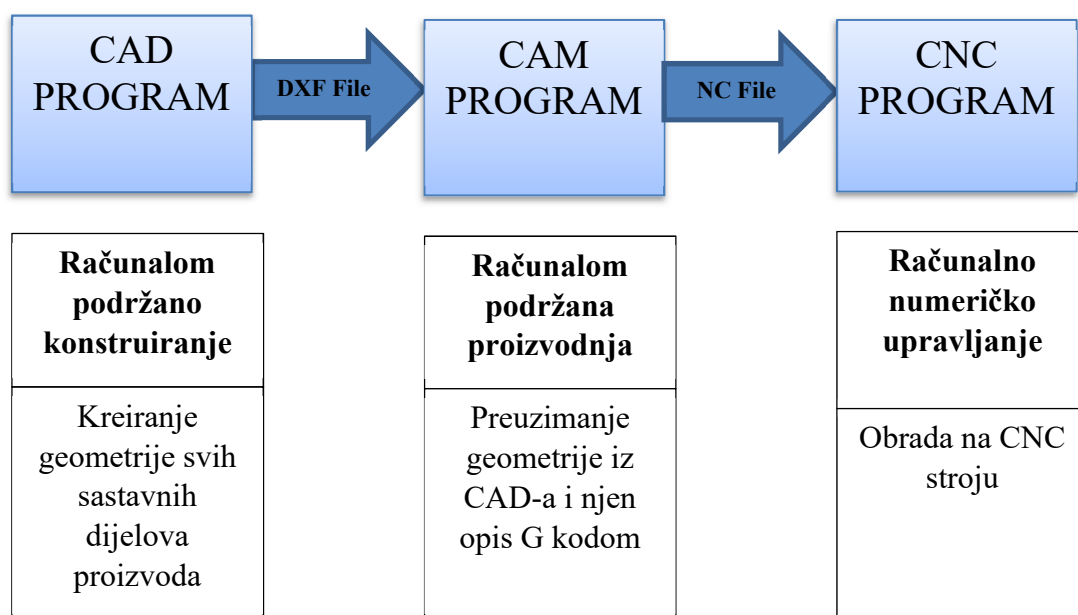 CAD
PROGRAM
DXF File
CAM
PROGRAM
NC File
CNC
PROGRAM
Računalom
podržano
konstruiranje
Kreiranje
geometrije svih
sastavnih
dijelova
proizvoda
Računalom
podržana
proizvodnja
Preuzimanje
geometrije iz
CAD-a i njen
opis G kodom
Računalno
numeričko
upravljanje
Obrada na CNC
stroju